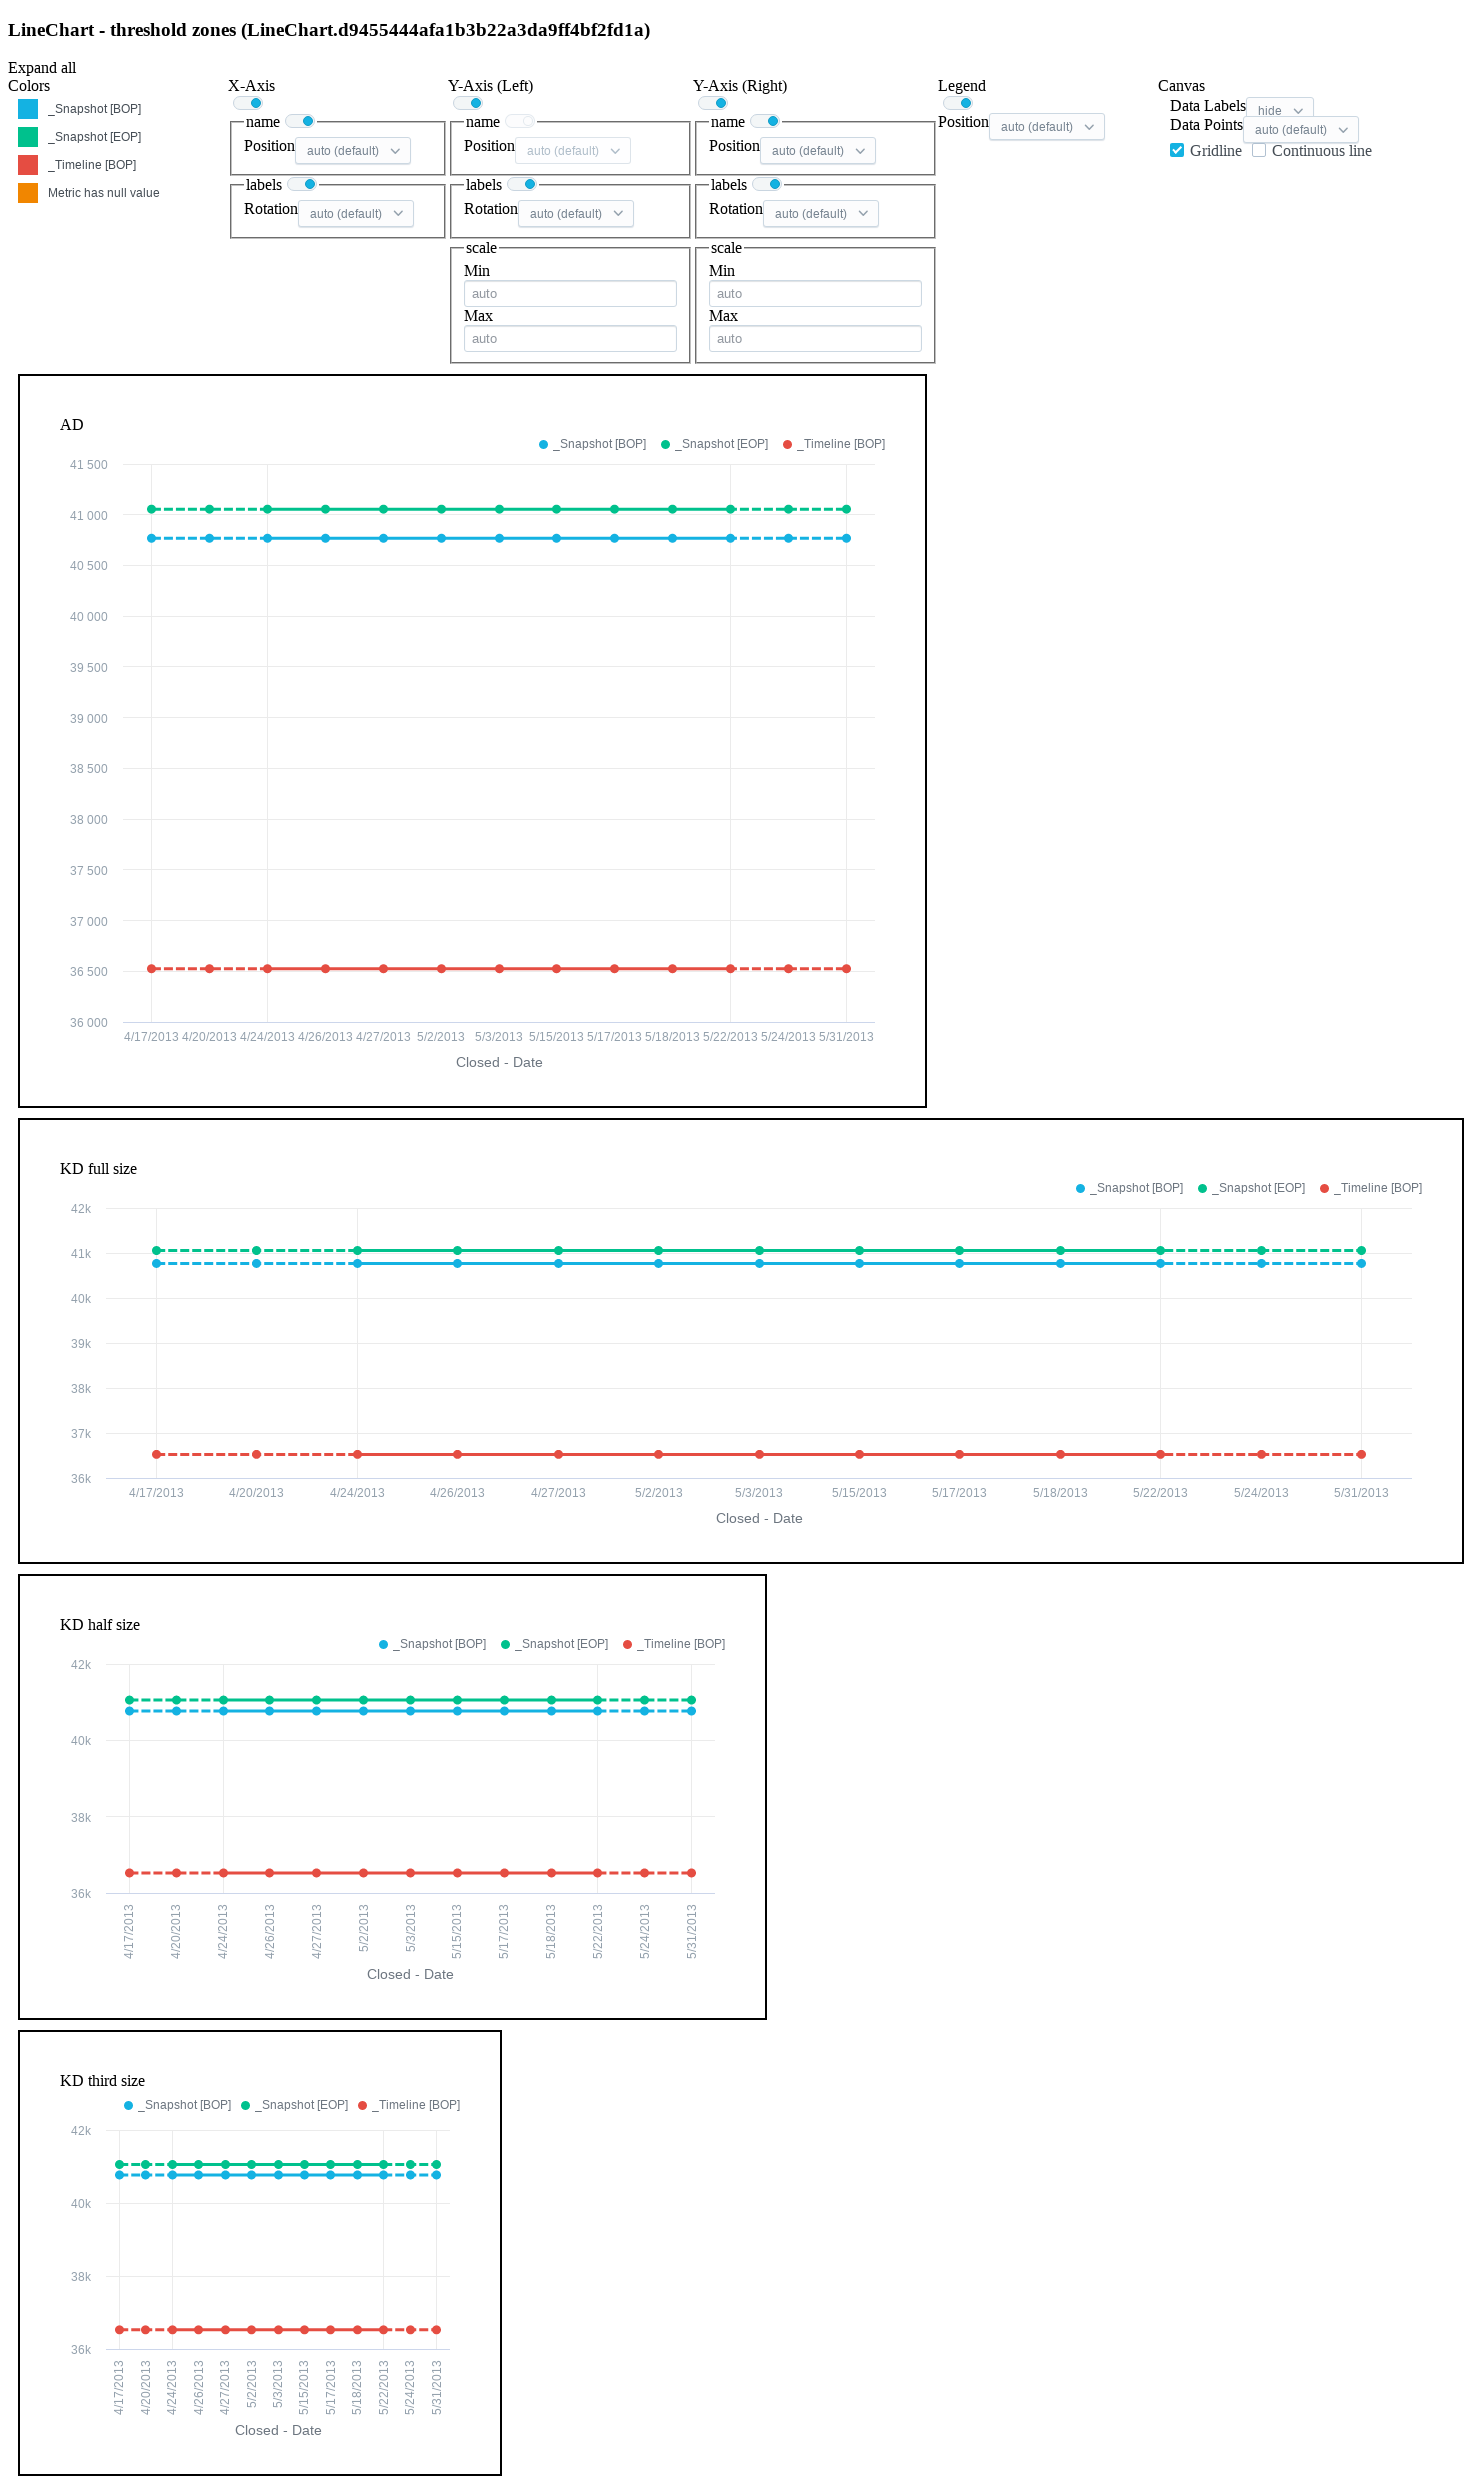 LineChart - threshold zones (LineChart.d9455444afa1b3b22a3da9ff4bf2fd1a)
Expand all
Colors
_Snapshot [BOP]
_Snapshot [EOP]
_Timeline [BOP]
Metric has null value
X-Axis
name
Position auto (default)
labels
Rotation auto (default)
Y-Axis (Left)
name
Position auto (default)
labels
Rotation auto (default)
scale
Min
auto
Max
auto
Y-Axis (Right)
name
Position auto (default)
labels
Rotation auto (default)
scale
Min
auto
Max
auto
Legend
Position auto (default)
Canvas
Data Labels hide
Data Points auto (default)
Gridline Continuous line
AD
_Snapshot [BOP] _Snapshot [EOP] _Timeline [BOP]
41 500
41 000
40 500
40 000
39 500
39 000
38 500
38 000
37 500
37 000
36 500
36 000
4/17/2013 4/20/2013 4/24/2013 4/26/2013 4/27/2013 5/2/2013 5/3/2013 5/15/2013 5/17/2013 5/18/2013 5/22/2013 5/24/2013 5/31/2013
Closed - Date
KD full size
_Snapshot [BOP] _Snapshot [EOP] _Timeline [BOP]
42k
41k
40k
39k
38k
37k
36k
4/17/2013 4/20/2013 4/24/2013 4/26/2013 4/27/2013 5/2/2013 5/3/2013 5/15/2013 5/17/2013 5/18/2013 5/22/2013 5/24/2013 5/31/2013
Closed - Date
KD half size
_Snapshot [BOP] _Snapshot [EOP] _Timeline [BOP]
42k
40k
38k
36k
4/17/2013 4/20/2013 4/24/2013 4/26/2013 4/27/2013 5/2/2013 5/3/2013 5/15/2013 5/17/2013 5/18/2013 5/22/2013 5/24/2013 5/31/2013
Closed - Date
KD third size
_Snapshot [BOP] _Snapshot [EOP] _Timeline [BOP]
42k
40k
38k
36k
4/17/2013 4/20/2013 4/24/2013 4/26/2013 4/27/2013 5/2/2013 5/3/2013 5/15/2013 5/17/2013 5/18/2013 5/22/2013 5/24/2013 5/31/2013
Closed - Date